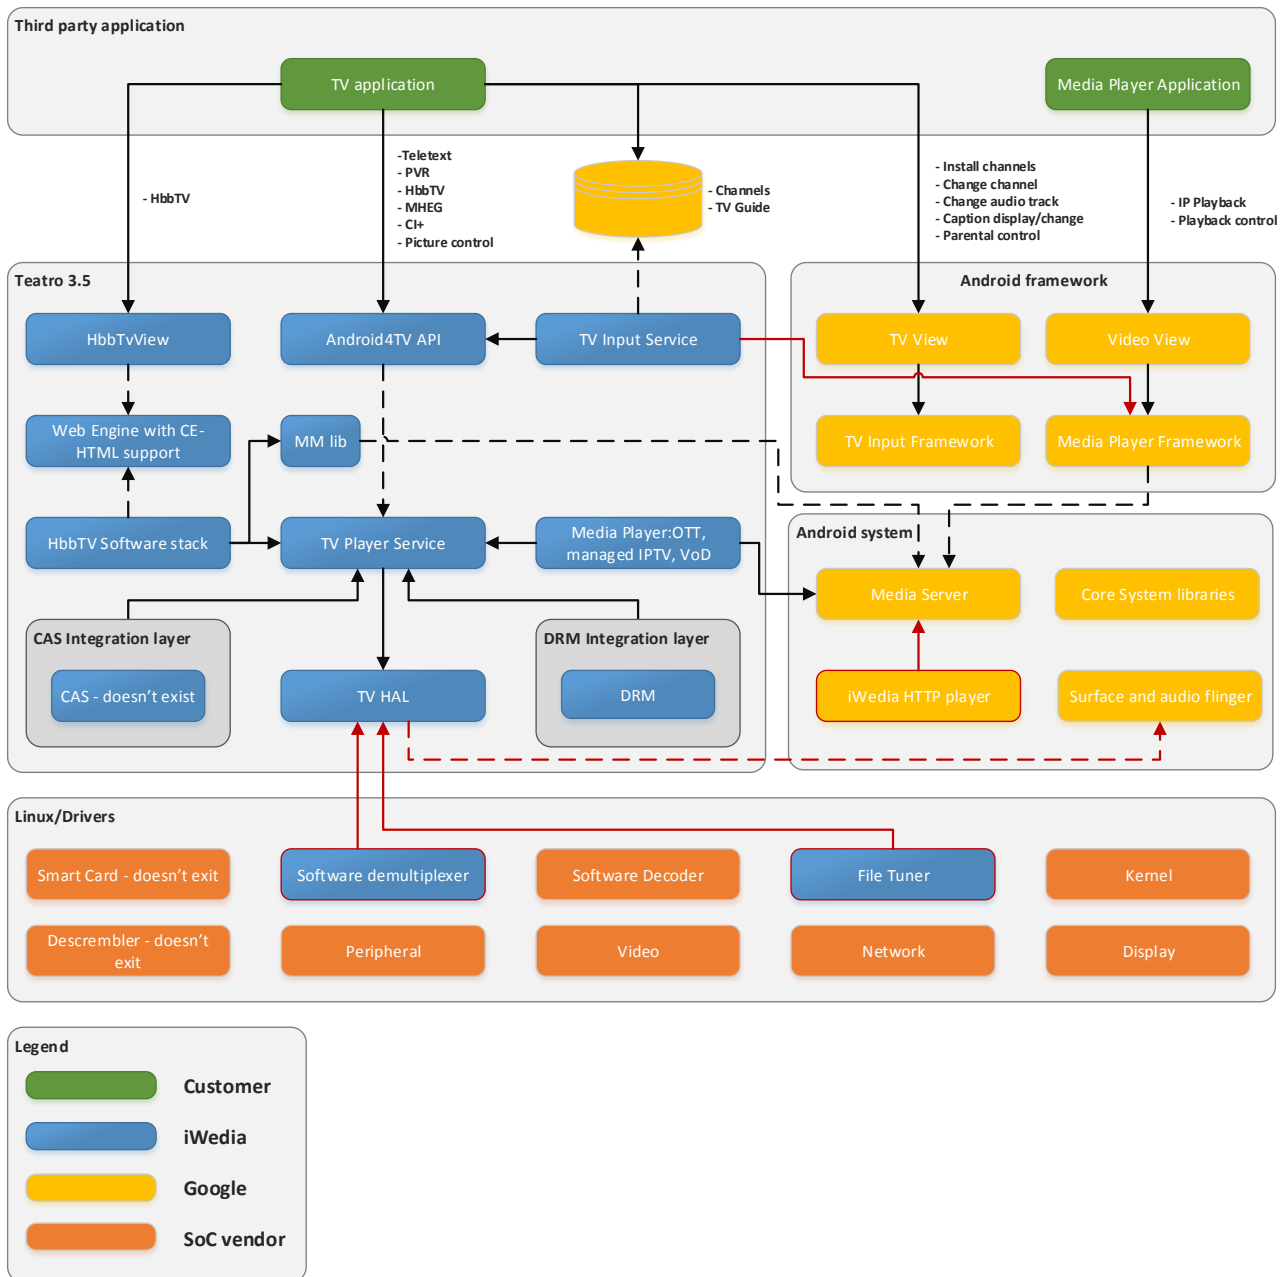 Third party application
TV application
Media Player Application
- HbbTV
-Teletext
- PVR
- HbbTV
- MHEG
- CI+
- Picture control
- Channels
- TV Guide
- Install channels
- Change channel
- Change audio track
- Caption display/change
- Parental control
- IP Playback
- Playback control
Teatro 3.5
Android framework
HbbTvView
Android4TV API
TV Input Service
TV View
Video View
Web Engine with CE-
HTML support
MM lib
TV Input Framework
Media Player Framework
HbbTV Software stack
TV Player Service
Media Player:OTT,
managed IPTV, VoD
Android system
Media Server
Core System libraries
CAS Integration layer
CAS - doesn't exist
TV HAL
DRM Integration layer
DRM
iWedia HTTP player
Surface and audio flinger
Linux/Drivers
Smart Card - doesn't exit
Software demultiplexer
Software Decoder
File Tuner
Kernel
Descrembler - doesn't
exit
Peripheral
Video
Network
Display
Legend
Customer
iWedia
Google
SoC vendor